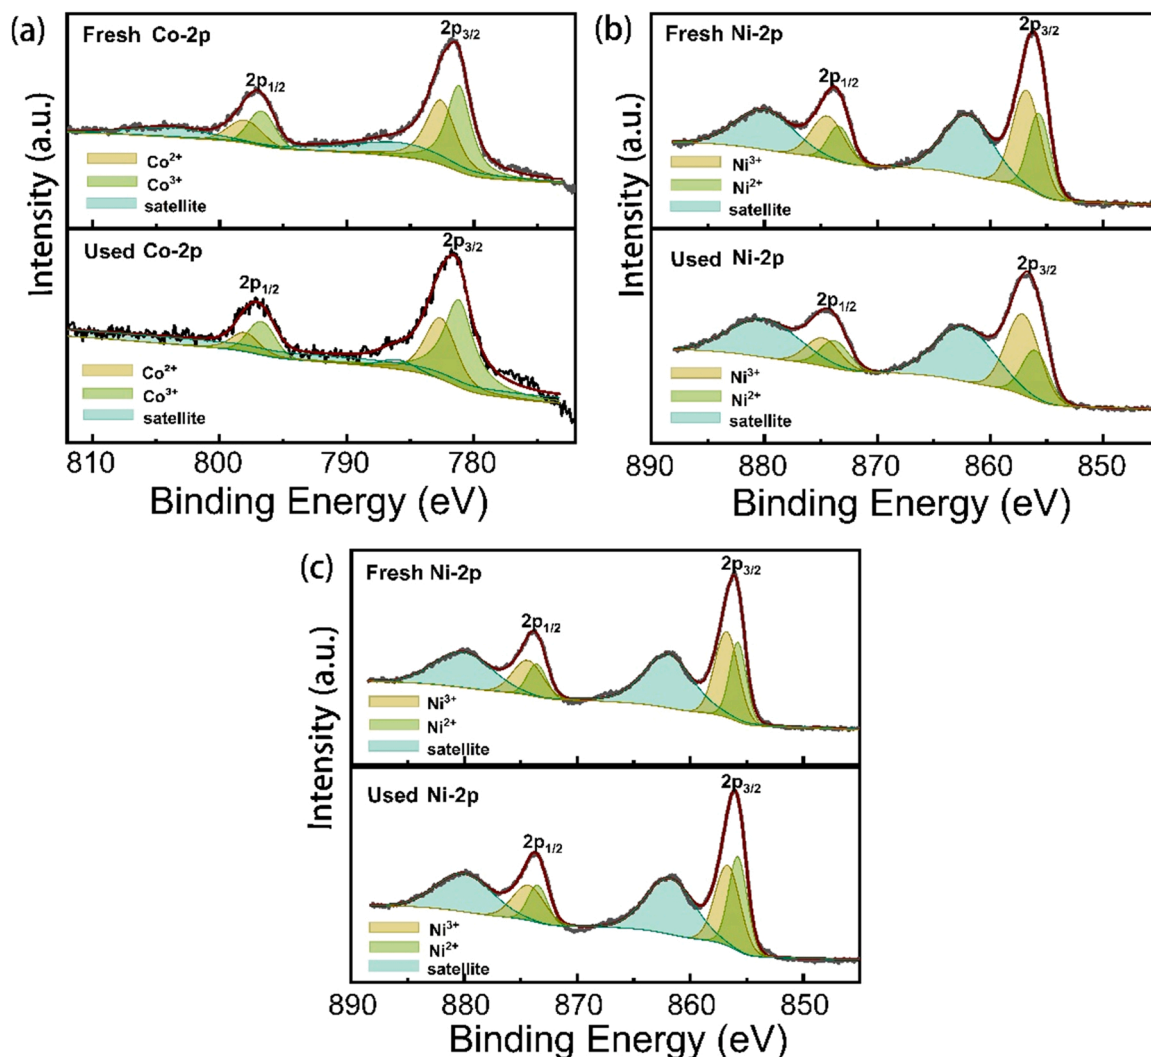 (a)
Fresh Co-2p
2p1/2
2p3/2
Co2+
Co3+
satellite
Used Co-2p
2p1/2
2p3/2
Co2+
Co3+
satellite
Intensity (a.u.)
810 800 790 780
Binding Energy (eV)
(b)
Fresh Ni-2p
2p1/2
2p3/2
Ni3+
Ni2+
satellite
Used Ni-2p
2p1/2
2p3/2
Ni3+
Ni2+
satellite
Intensity (a.u.)
890 880 870 860 850
Binding Energy (eV)
(c)
Fresh Ni-2p
2p1/2
2p3/2
Ni3+
Ni2+
satellite
Used Ni-2p
2p1/2
2p3/2
Ni3+
Ni2+
satellite
Intensity (a.u.)
890 880 870 860 850
Binding Energy (eV)